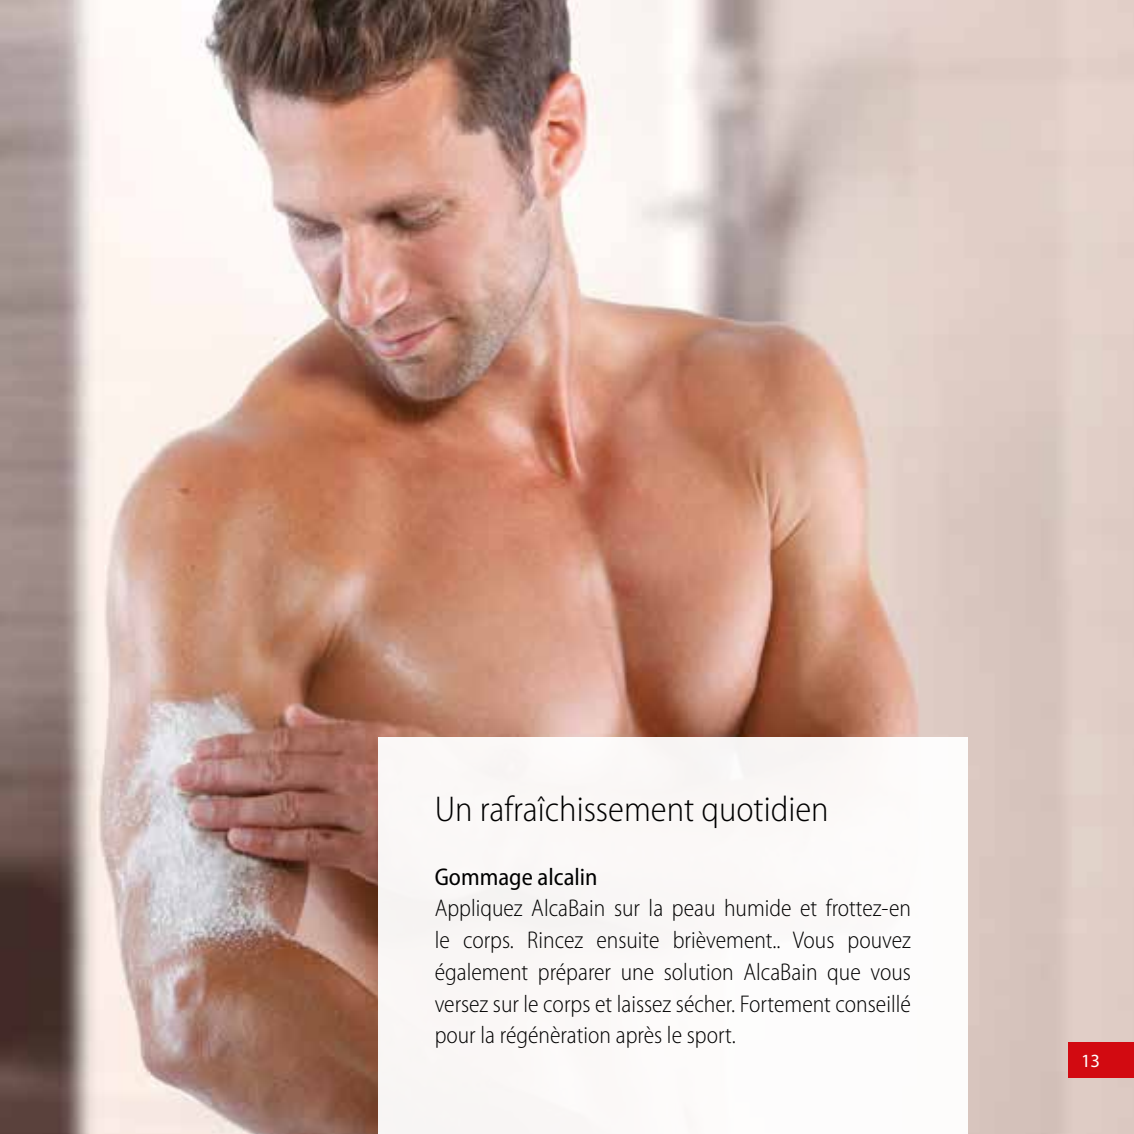 Un rafraîchissement quotidien
Gommage alcalin
Appliquez AlcaBain sur la peau humide et frottez-en
le corps. Rincez ensuite brièvement.. Vous pouvez
également préparer une solution AlcaBain que vous
versez sur le corps et laissez sécher. Fortement conseillé
pour la régénèration après le sport.
13